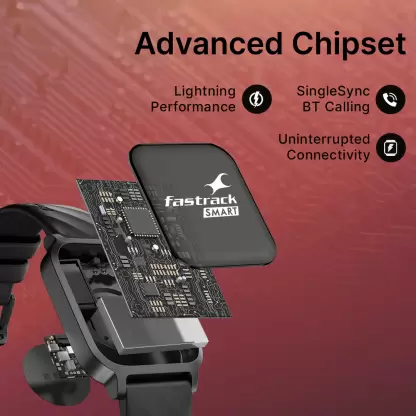 Advanced Chipset
Lightning
Performance
SingleSync
BT Calling
Uninterrupted
Connectivity
fastrack
SMART